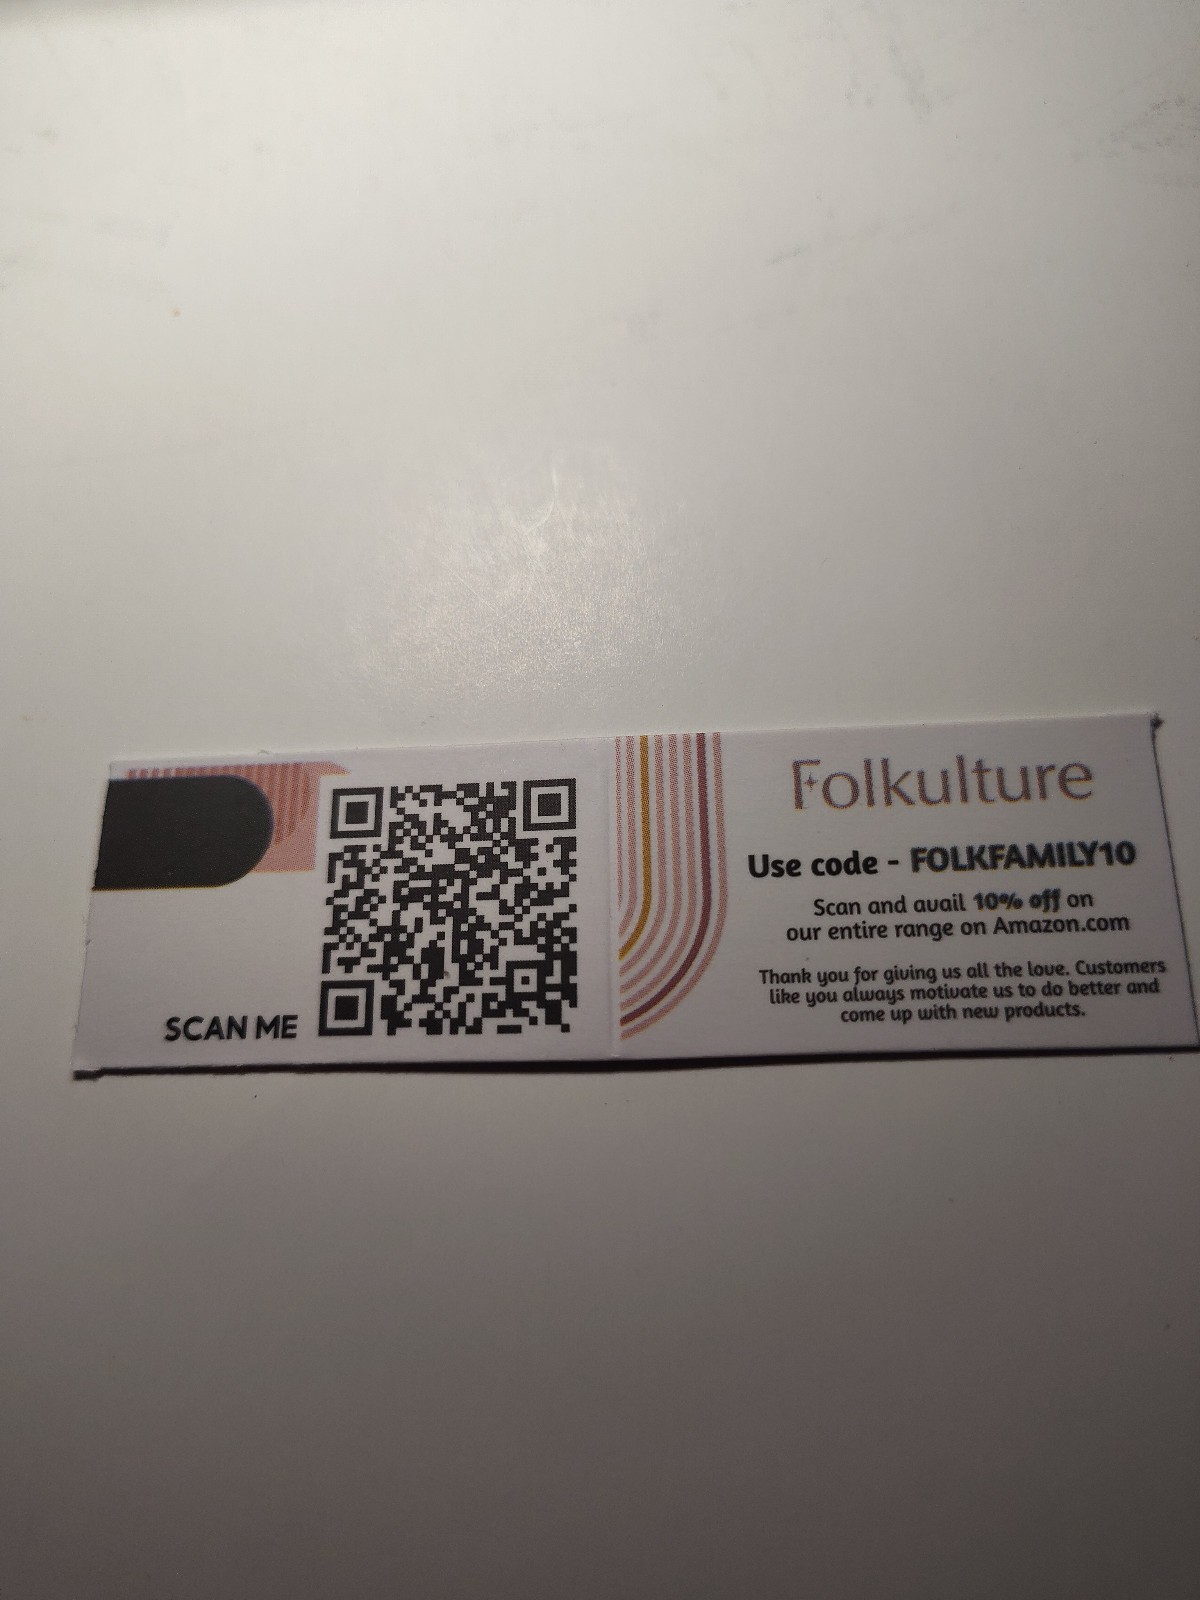 SCAN ME
Folkulture
Use code - FOLKFAMILY10
Scan and avail 10% off on
our entire range on Amazon.com
Thank you for giving us all the love. Customers
like you always motivate us to do better and
come up with new products.